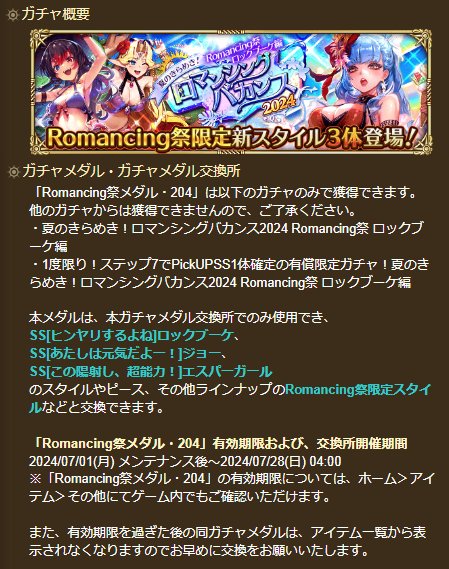 ガチャ概要
夏のきらめき！
Romancing祭
ロックブーケ編
ロマンシング
バカンス
2024
Romancing祭限定新スタイル3体登場！
ガチャメダル・ガチャメダル交換所
「Romancing祭メダル・204」は以下のガチャのみで獲得できます。
他のガチャからは獲得できませんので、ご了承ください。
・夏のきらめき！ロマンシングバカンス2024 Romancing祭 ロックブ
ーケ編
・1度限り！ステップ7でPickUPSS1体確定の有償限定ガチャ！夏のき
らめき！ロマンシングバカンス2024 Romancing祭 ロックブーケ編
本メダルは、本ガチャメダル交換所でのみ使用でき、
SS[ヒンヤリするよね]ロックブーケ、
SS[あたしは元気だよー！]ジョー、
SS[この陽射し、超能力！]エスパーガール
のスタイルやピース、その他ラインナップのRomancing祭限定スタイ
ルなどと交換できます。
「Romancing祭メダル・204」有効期限および、交換所開催期間
2024/07/01(月) メンテナンス後～2024/07/28(日) 04:00
※「Romancing祭メダル・204」の有効期限については、ホーム＞アイ
テム＞その他にてゲーム内でもご確認いただけます。
また、有効期限を過ぎた後の同ガチャメダルは、アイテム一覧から表
示されなくなりますのでお早めに交換をお願いいたします。